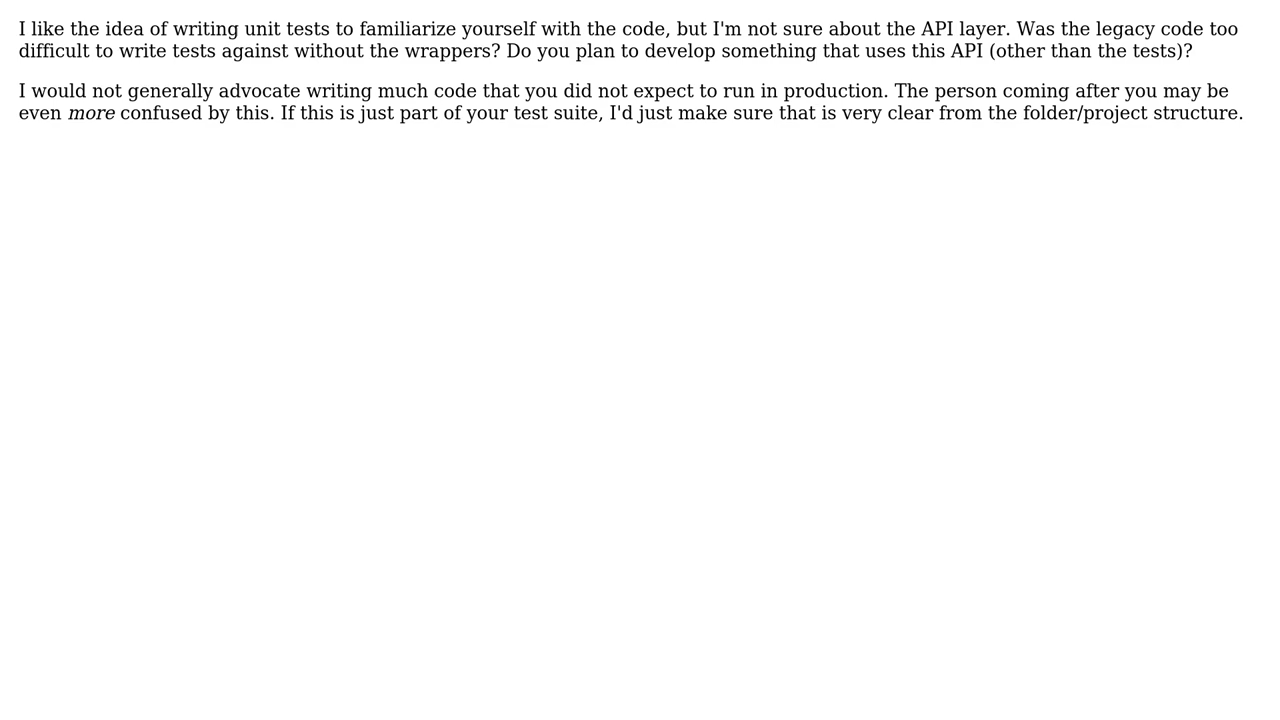 I like the idea of writing unit tests to familiarize yourself with the code, but I'm not sure about the API layer. Was the legacy code too
difficult to write tests against without the wrappers? Do you plan to develop something that uses this API (other than the tests)?
I would not generally advocate writing much code that you did not expect to run in production. The person coming after you may be
even more confused by this. If this is just part of your test suite, I'd just make sure that is very clear from the folder/project structure.